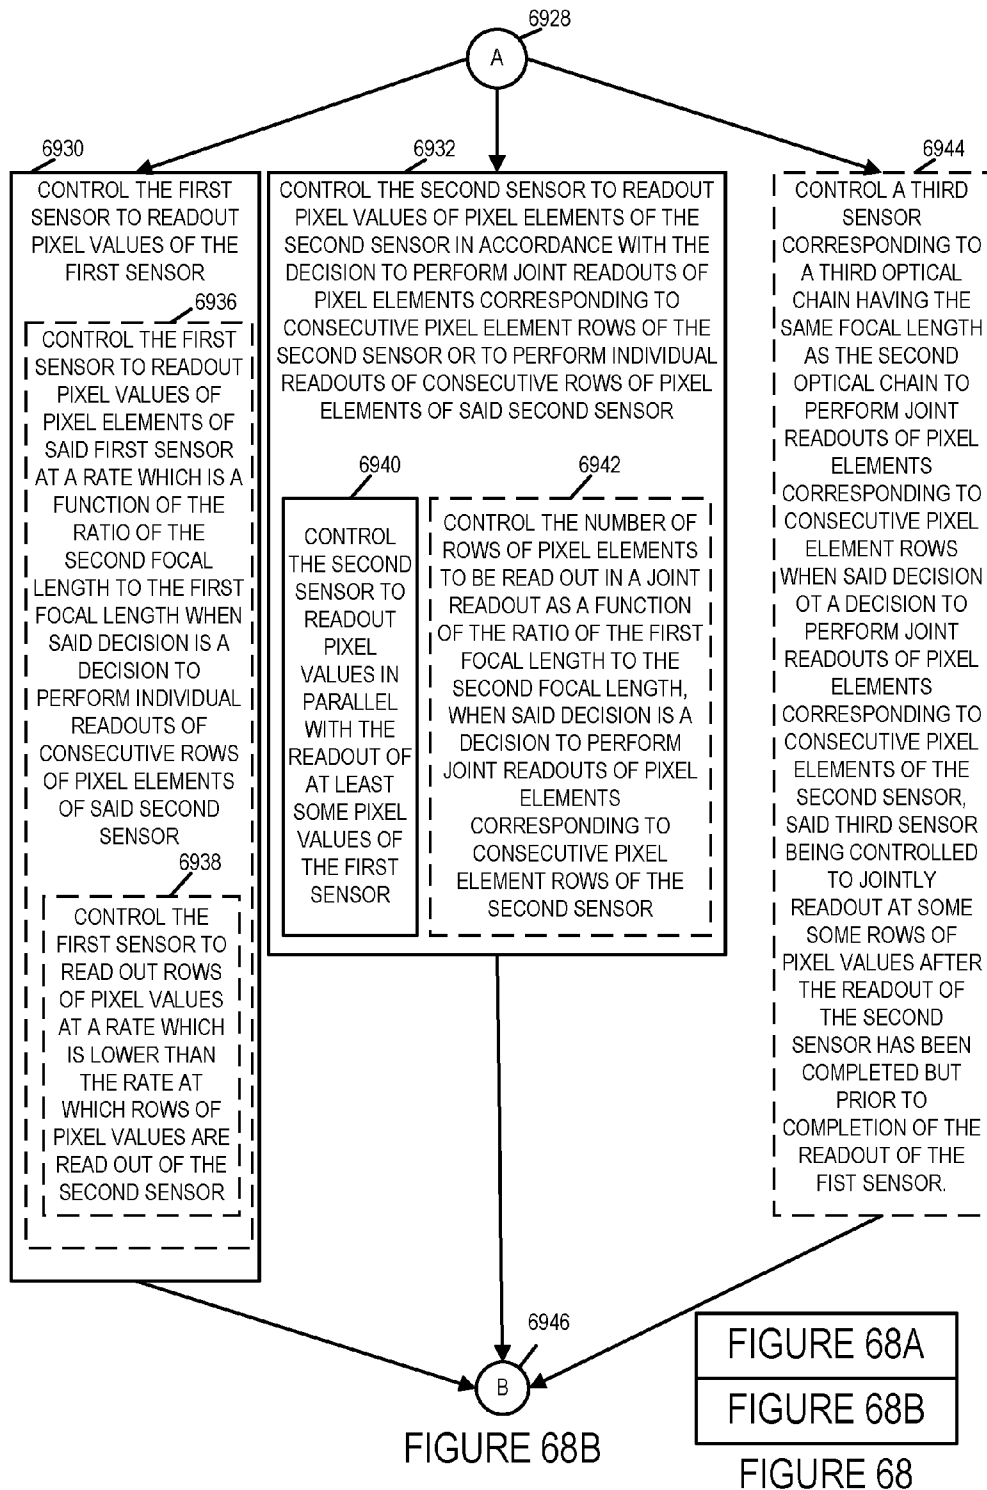 6928
A
6930
CONTROL THE FIRST
SENSOR TO READOUT
PIXEL VALUES OF THE
FIRST SENSOR
6936
CONTROL THE FIRST
SENSOR TO READOUT
PIXEL VALUES OF
PIXEL ELEMENTS OF
SAID FIRST SENSOR
AT A RATE WHICH IS A
FUNCTION OF THE
RATIO OF THE
SECOND FOCAL
LENGTH TO THE FIRST
FOCAL LENGTH WHEN
SAID DECISION IS A
DECISION TO
PERFORM INDIVIDUAL
READOUTS OF
CONSECUTIVE ROWS
OF PIXEL ELEMENTS
OF SAID SECOND
SENSOR
6938
CONTROL THE
FIRST SENSOR TO
READ OUT ROWS
OF PIXEL VALUES
AT A RATE WHICH
IS LOWER THAN
THE RATE AT
WHICH ROWS OF
PIXEL VALUES ARE
READ OUT OF THE
SECOND SENSOR
6932
CONTROL THE SECOND SENSOR TO READOUT
PIXEL VALUES OF PIXEL ELEMENTS OF THE
SECOND SENSOR IN ACCORDANCE WITH THE
DECISION TO PERFORM JOINT READOUTS OF
PIXEL ELEMENTS CORRESPONDING TO
CONSECUTIVE PIXEL ELEMENT ROWS OF THE
SECOND SENSOR OR TO PERFORM INDIVIDUAL
READOUTS OF CONSECUTIVE ROWS OF PIXEL
ELEMENTS OF SAID SECOND SENSOR
6940
CONTROL
THE SECOND
SENSOR TO
READOUT
PIXEL
VALUES IN
PARALLEL
WITH THE
READOUT OF
AT LEAST
SOME PIXEL
VALUES OF
THE FIRST
SENSOR
6942
CONTROL THE NUMBER OF
ROWS OF PIXEL ELEMENTS
TO BE READ OUT IN A JOINT
READOUT AS A FUNCTION
OF THE RATIO OF THE FIRST
FOCAL LENGTH TO THE
SECOND FOCAL LENGTH,
WHEN SAID DECISION IS A
DECISION TO PERFORM
JOINT READOUTS OF PIXEL
ELEMENTS
CORRESPONDING TO
CONSECUTIVE PIXEL
ELEMENT ROWS OF THE
SECOND SENSOR
6944
CONTROL A THIRD
SENSOR
CORRESPONDING TO
A THIRD OPTICAL
CHAIN HAVING THE
SAME FOCAL LENGTH
AS THE SECOND
OPTICAL CHAIN TO
PERFORM JOINT
READOUTS OF PIXEL
ELEMENTS
CORRESPONDING TO
CONSECUTIVE PIXEL
ELEMENT ROWS
WHEN SAID DECISION
OT A DECISION TO
PERFORM JOINT
READOUTS OF PIXEL
ELEMENTS
CORRESPONDING TO
CONSECUTIVE PIXEL
ELEMENTS OF THE
SECOND SENSOR,
SAID THIRD SENSOR
BEING CONTROLLED
TO JOINTLY
READOUT AT SOME
SOME ROWS OF
PIXEL VALUES AFTER
THE READOUT OF
THE SECOND
SENSOR HAS BEEN
COMPLETED BUT
PRIOR TO
COMPLETION OF THE
READOUT OF THE
FIST SENSOR.
6946
B
FIGURE 68B
FIGURE 68A
FIGURE 68B
FIGURE 68